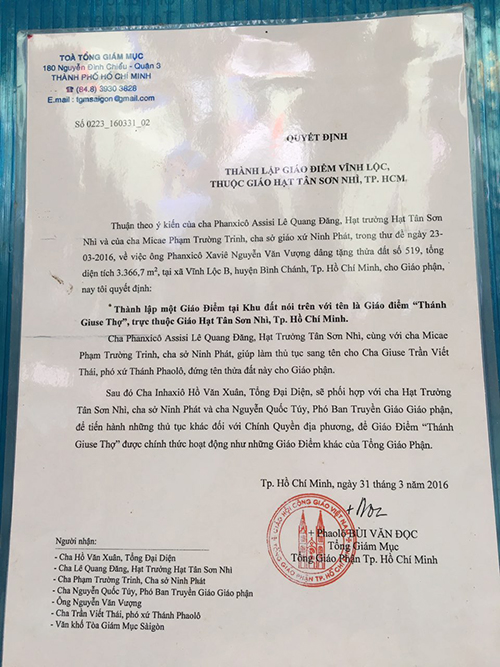 TOÀ TỔNG GIÁM MỤC
180 Nguyễn Đình Chiểu - Quận 3
THÀNH PHỐ HỒ CHÍ MINH
☎ (84.8) 3930 3828
E.mail : tgmsaigon@gmail.com
Số 0223_160331_02
QUYẾT ĐỊNH
THÀNH LẬP GIÁO ĐIỂM VĨNH LỘC,
THUỘC GIÁO HẠT TÂN SƠN NHÌ, TP. HCM.
Thuận theo ý kiến của cha Phanxicô Assisi Lê Quang Đăng, Hạt trưởng Hạt Tân Sơn
Nhì và của cha Micae Phạm Trường Trinh, cha sở giáo xứ Ninh Phát, trong thư đề ngày 23-
03-2016, về việc ông Phanxicô Xaviê Nguyễn Văn Vượng dâng tặng thửa đất số 519, tổng
diện tích 3.366,7 m², tại xã Vĩnh Lộc B, huyện Bình Chánh, Tp. Hồ Chí Minh, cho Giáo phận,
nay tôi quyết định:
* Thành lập một Giáo Điểm tại Khu đất nói trên với tên là Giáo điểm “Thánh
Giuse Thợ”, trực thuộc Giáo Hạt Tân Sơn Nhì, Tp. Hồ Chí Minh.
Cha Phanxicô Assisi Lê Quang Đăng, Hạt Trưởng Tân Sơn Nhì, cùng với cha Micae
Phạm Trường Trinh, cha sở Ninh Phát, giúp làm thủ tục sang tên cho Cha Giuse Trần Viết
Thái, phó xứ Thánh Phaolô, đứng tên thửa đất này cho Giáo phận.
Sau đó Cha Inhaxiô Hồ Văn Xuân, Tổng Đại Diện, sẽ phối hợp với cha Hạt Trưởng
Tân Sơn Nhì, cha sở Ninh Phát và cha Nguyễn Quốc Túy, Phó Ban Truyền Giáo Giáo phận,
để tiến hành những thủ tục khác đối với Chính Quyền địa phương, để Giáo Điểm “Thánh
Giuse Thợ” được chính thức hoạt động như những Giáo Điểm khác của Tổng Giáo Phận.
Tp. Hồ Chí Minh, ngày 31 tháng 3 năm 2016
+ Phaolô BÙI VĂN ĐỌC
Tổng Giám Mục
Tổng Giáo Phận Tp. Hồ Chí Minh
Người nhận:
- Cha Hồ Văn Xuân, Tổng Đại Diện
- Cha Lê Quang Đăng, Hạt Trưởng Hạt Tân Sơn Nhì
- Cha Phạm Trường Trinh, Cha sở Ninh Phát
- Cha Nguyễn Quốc Túy, Phó Ban Truyền Giáo Giáo phận
- Ông Nguyễn Văn Vượng
- Cha Trần Viết Thái, phó xứ Thánh Phaolô
- Văn khố Tòa Giám Mục Sàigòn